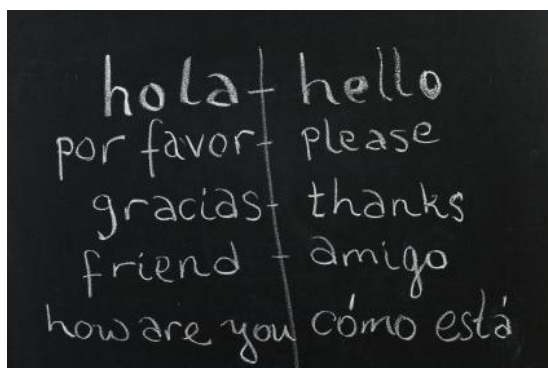 hola - hello
por favor - please
gracias - thanks
friend - amigo
how are you cómo está